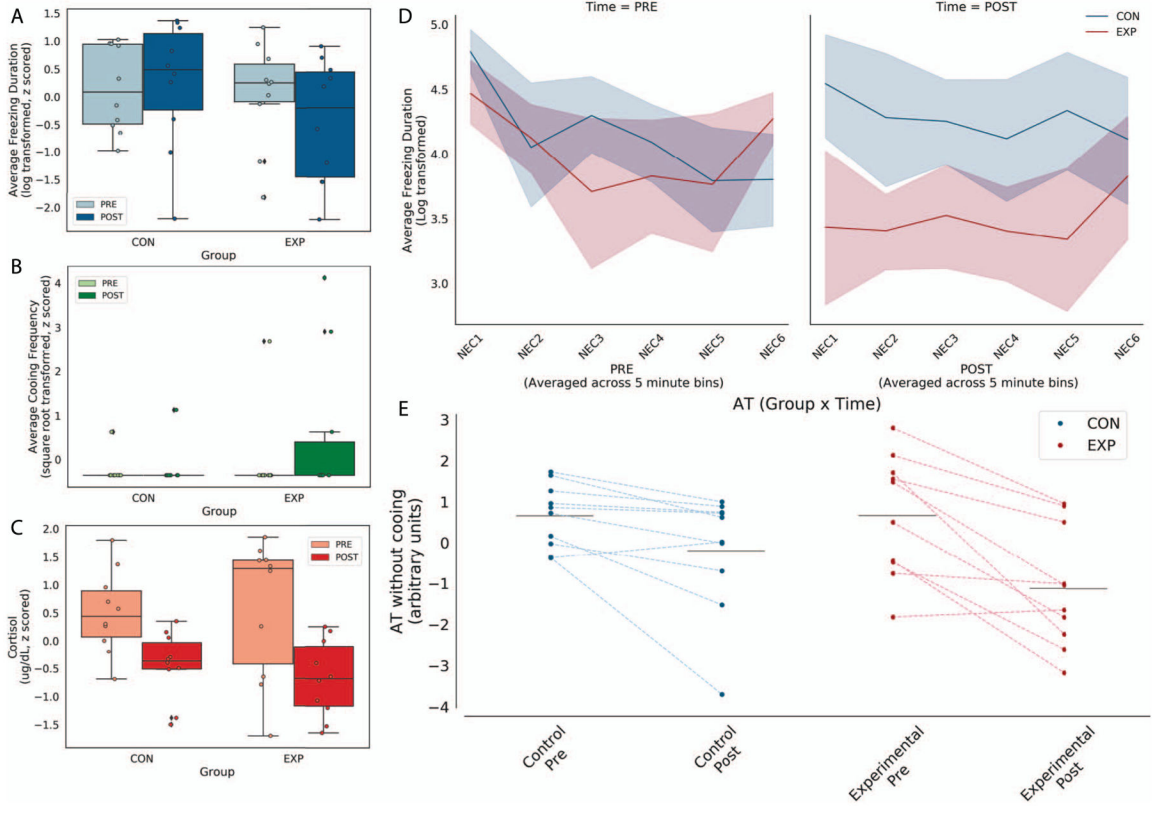 A
Average Freezing Duration
(log transformed, z scored)
1.5
1.0
0.5
0.0
−0.5
−1.0
−1.5
−2.0
PRE
POST
CON
EXP
Group
B
Average Cooing Frequency
(square root transformed, z scored)
4
3
2
1
0
PRE
POST
CON
EXP
Group
C
Cortisol
(ug/dL, z scored)
2.0
1.5
1.0
0.5
0.0
−0.5
−1.0
−1.5
PRE
POST
CON
EXP
Group
D
Time = PRE
Time = POST
CON
EXP
Average Freezing Duration
(Log transformed)
5.0
4.5
4.0
3.5
3.0
NEC1
NEC2
NEC3
NEC4
NEC5
NEC6
PRE
(Averaged across 5 minute bins)
NEC1
NEC2
NEC3
NEC4
NEC5
NEC6
POST
(Averaged across 5 minute bins)
E
AT (Group x Time)
CON
EXP
AT without cooing
(arbitrary units)
3
2
1
0
−1
−2
−3
−4
Control
Pre
Control
Post
Experimental
Pre
Experimental
Post